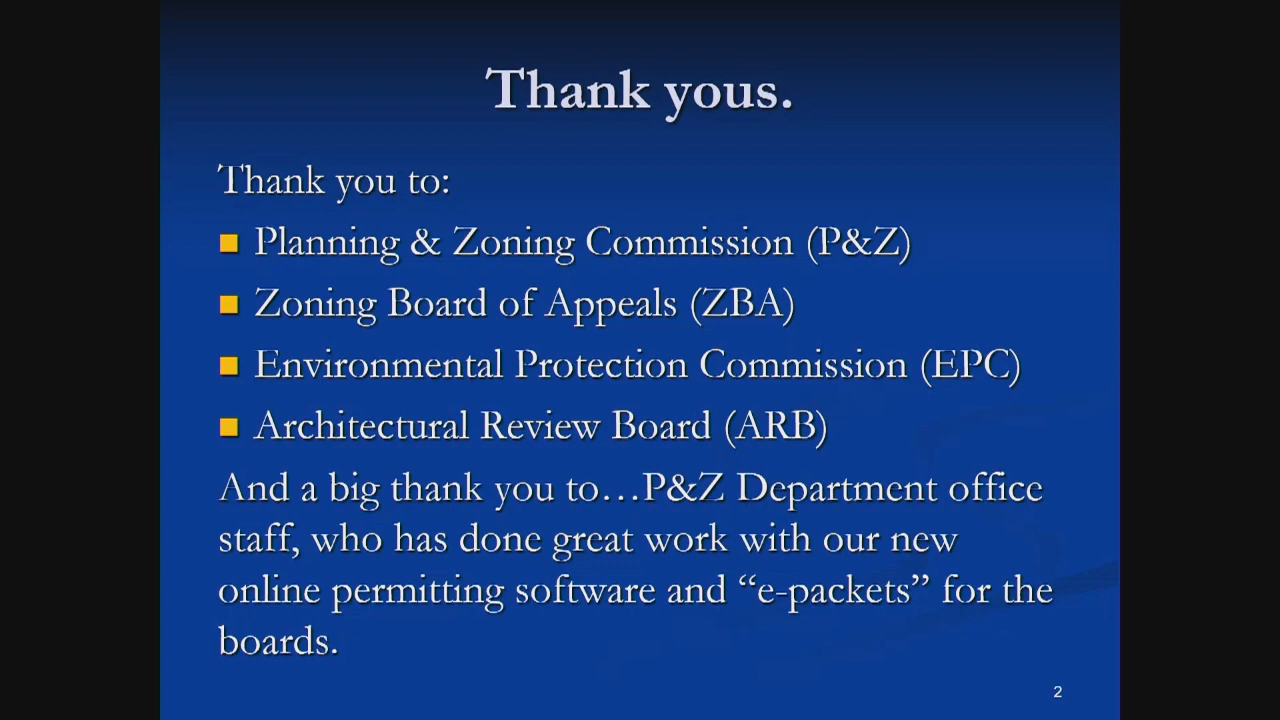 Thank yous.
Thank you to:
Planning & Zoning Commission (P&Z)
Zoning Board of Appeals (ZBA)
Environmental Protection Commission (EPC)
Architectural Review Board (ARB)
And a big thank you to…P&Z Department office
staff, who has done great work with our new
online permitting software and “e-packets” for the
boards.
2